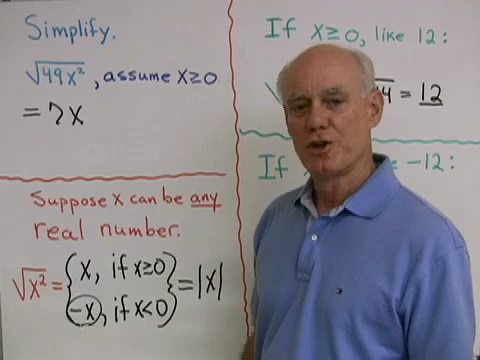 Simplify.
√49x², assume x≥0
= 7x
Suppose x can be any
real number.
√x² = { x, if x≥0
-x, if x<0 } = |x|
If x≥0, like 12:
= 12
If
= -12: